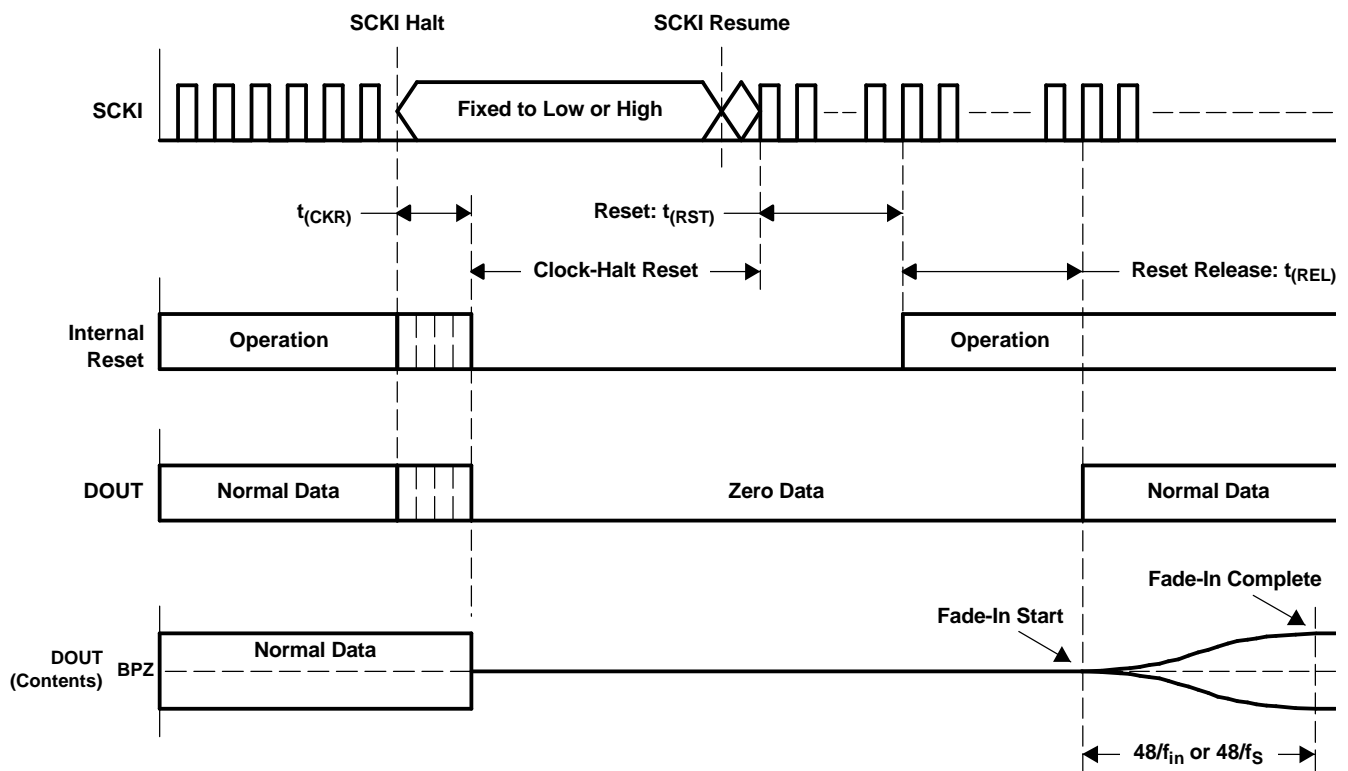 SCKI Halt
SCKI Resume
SCKI
Fixed to Low or High
t(CKR)
Reset: t(RST)
Clock-Halt Reset
Reset Release: t(REL)
Internal
Reset
Operation
Operation
DOUT
Normal Data
Zero Data
Normal Data
Fade-In Complete
Fade-In Start
DOUT
(Contents)
BPZ
Normal Data
48/fin or 48/fS